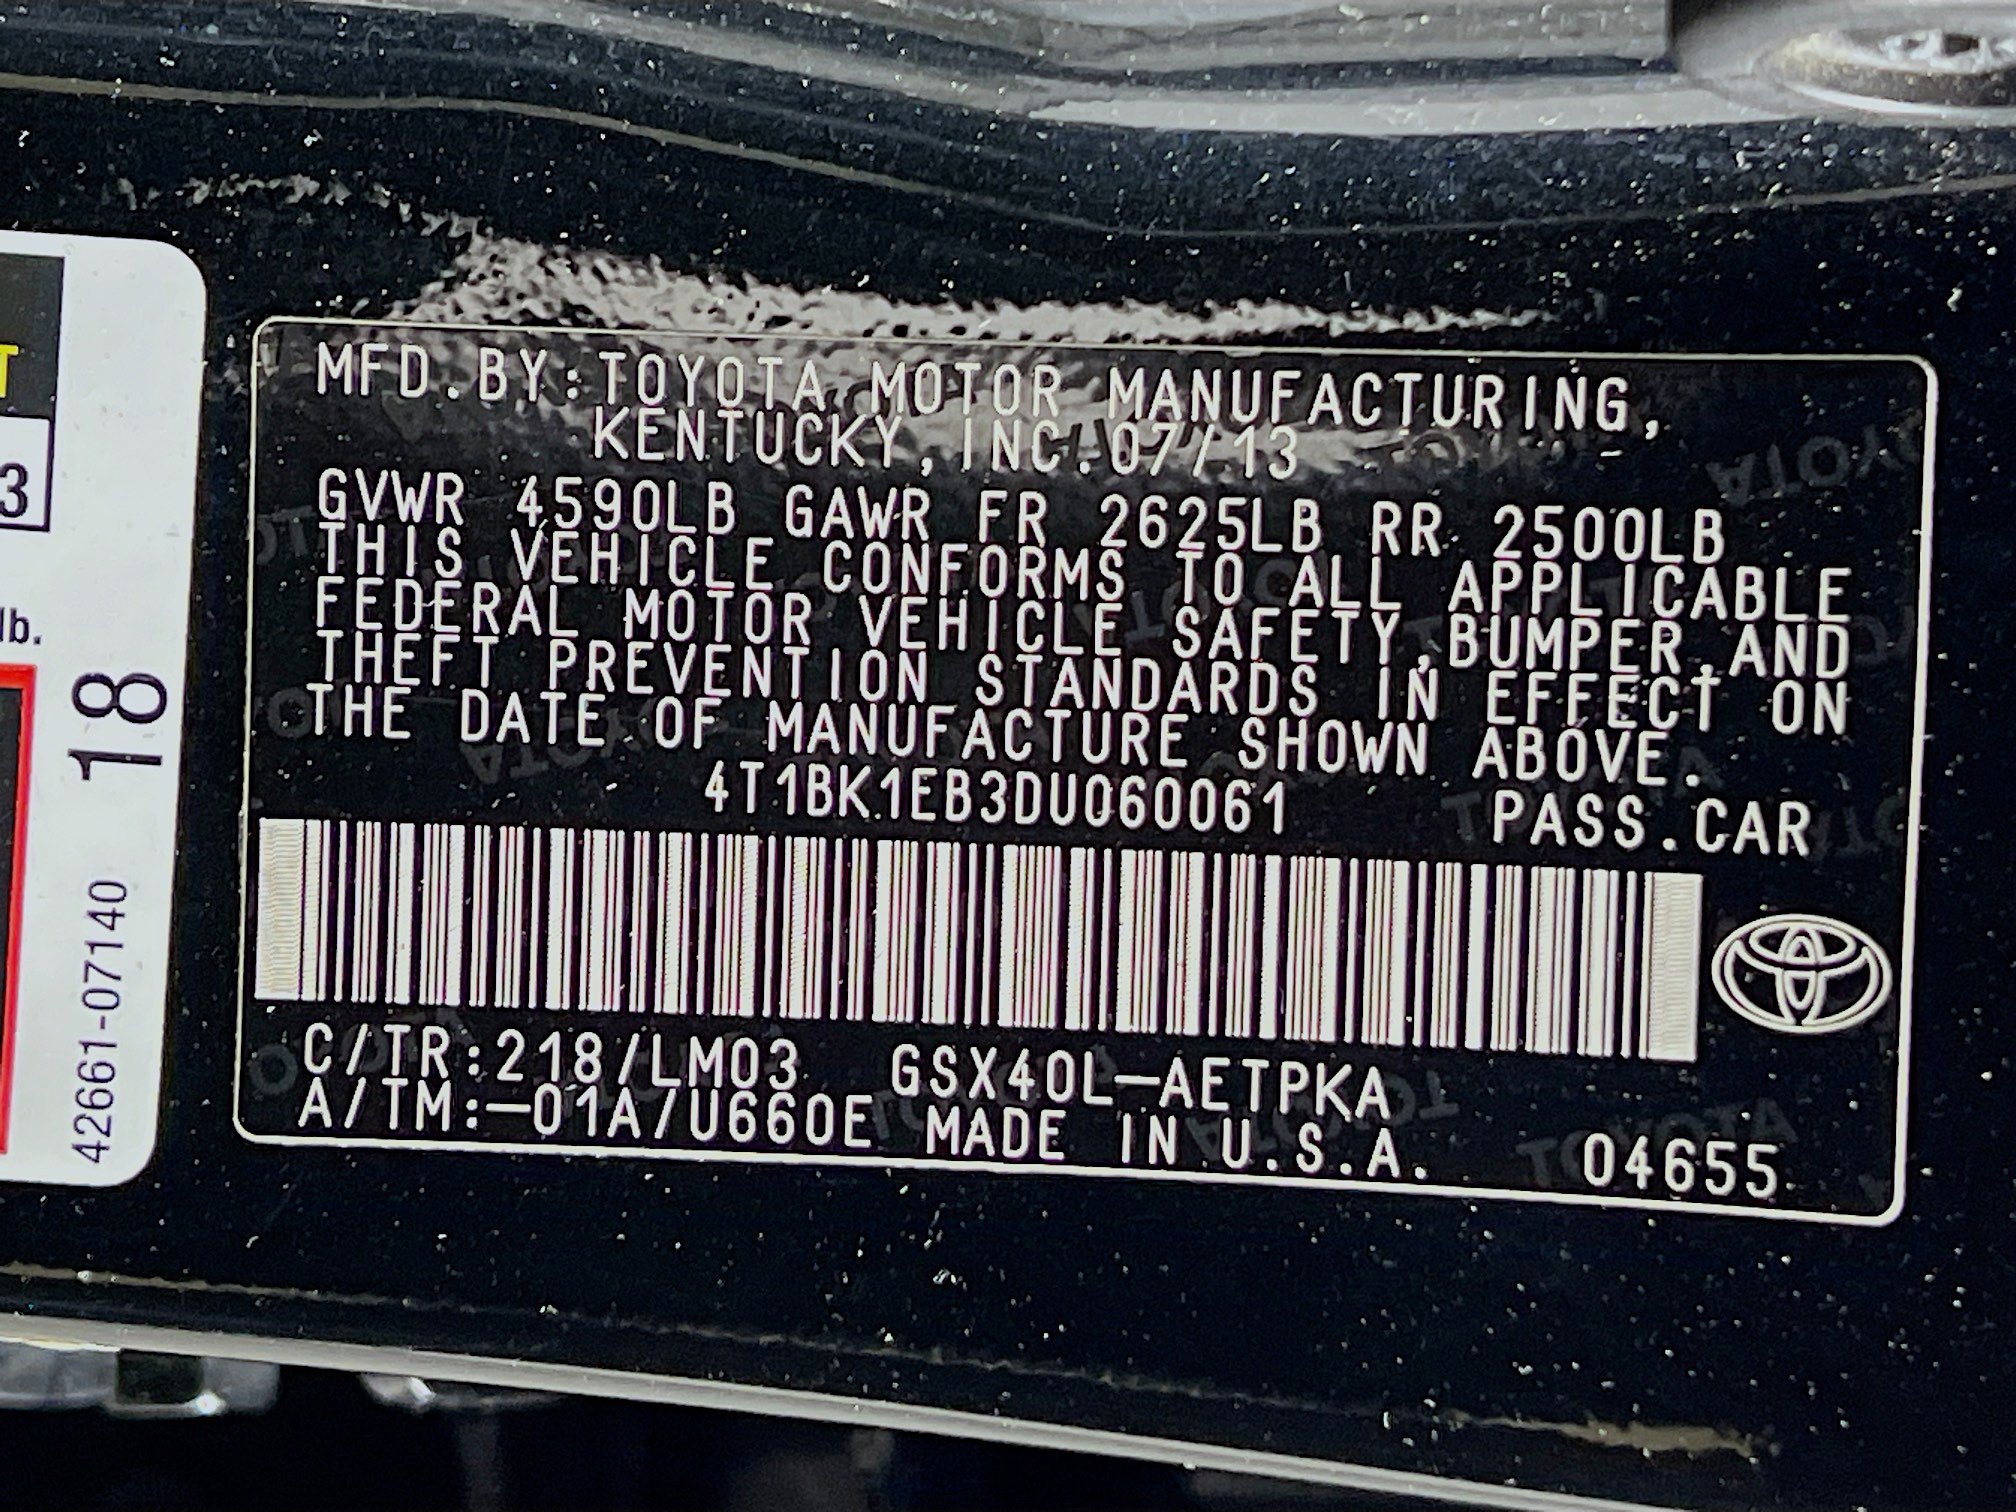 T
3
lb.
18
42661-07140
MFD.BY:TOYOTA MOTOR MANUFACTURING,
KENTUCKY,INC.07/13
GVWR 4590LB GAWR FR 2625LB RR 2500LB
THIS VEHICLE CONFORMS TO ALL APPLICABLE
FEDERAL MOTOR VEHICLE SAFETY,BUMPER,AND
THEFT PREVENTION STANDARDS IN EFFECT ON
THE DATE OF MANUFACTURE SHOWN ABOVE.
4T1BK1EB3DU060061 PASS.CAR
C/TR:218/LM03 GSX40L-AETPKA
A/TM:-01A/U660E MADE IN U.S.A. 04655